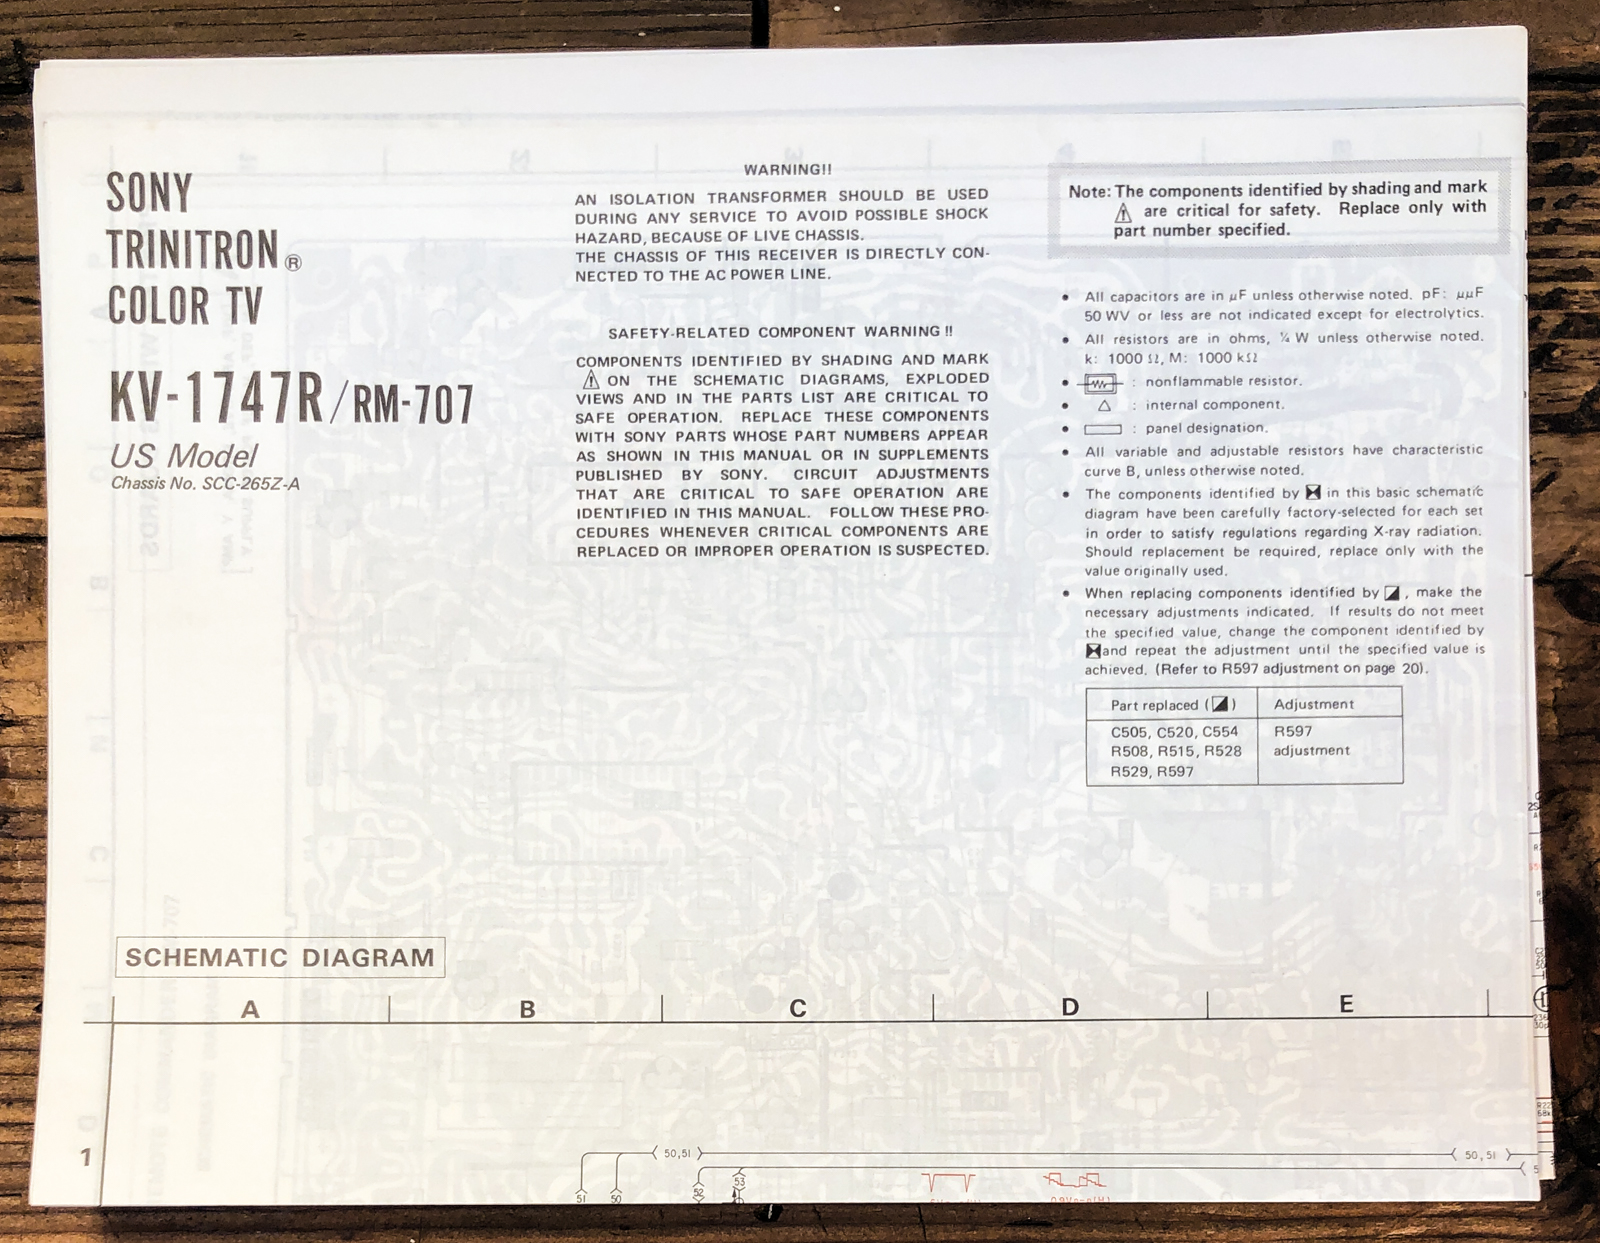 SONY
TRINITRON®
COLOR TV
KV-1747R/RM-707
US Model
Chassis No. SCC-265Z-A
WARNING!!
AN ISOLATION TRANSFORMER SHOULD BE USED
DURING ANY SERVICE TO AVOID POSSIBLE SHOCK
HAZARD, BECAUSE OF LIVE CHASSIS.
THE CHASSIS OF THIS RECEIVER IS DIRECTLY CON-
NECTED TO THE AC POWER LINE.
SAFETY-RELATED COMPONENT WARNING!!
COMPONENTS IDENTIFIED BY SHADING AND MARK
⚠ ON THE SCHEMATIC DIAGRAMS, EXPLODED
VIEWS AND IN THE PARTS LIST ARE CRITICAL TO
SAFE OPERATION. REPLACE THESE COMPONENTS
WITH SONY PARTS WHOSE PART NUMBERS APPEAR
AS SHOWN IN THIS MANUAL OR IN SUPPLEMENTS
PUBLISHED BY SONY. CIRCUIT ADJUSTMENTS
THAT ARE CRITICAL TO SAFE OPERATION ARE
IDENTIFIED IN THIS MANUAL. FOLLOW THESE PRO-
CEDURES WHENEVER CRITICAL COMPONENTS ARE
REPLACED OR IMPROPER OPERATION IS SUSPECTED.
Note: The components identified by shading and mark
⚠ are critical for safety. Replace only with
part number specified.
• All capacitors are in μF unless otherwise noted. pF: μμF
50 WV or less are not indicated except for electrolytics.
• All resistors are in ohms, ¼ W unless otherwise noted.
k: 1000 Ω, M: 1000 kΩ
• : nonflammable resistor.
• △ : internal component.
• : panel designation.
• All variable and adjustable resistors have characteristic
curve B, unless otherwise noted.
• The components identified by ⧓ in this basic schematic
diagram have been carefully factory-selected for each set
in order to satisfy regulations regarding X-ray radiation.
Should replacement be required, replace only with the
value originally used.
• When replacing components identified by ◪, make the
necessary adjustments indicated. If results do not meet
the specified value, change the component identified by
⧓ and repeat the adjustment until the specified value is
achieved. (Refer to R597 adjustment on page 20).
Part replaced (◪) Adjustment
C505, C520, C554 R597
R508, R515, R528 adjustment
R529, R597
SCHEMATIC DIAGRAM
A B C D E
1
50,51 50,51
51 50 52 53